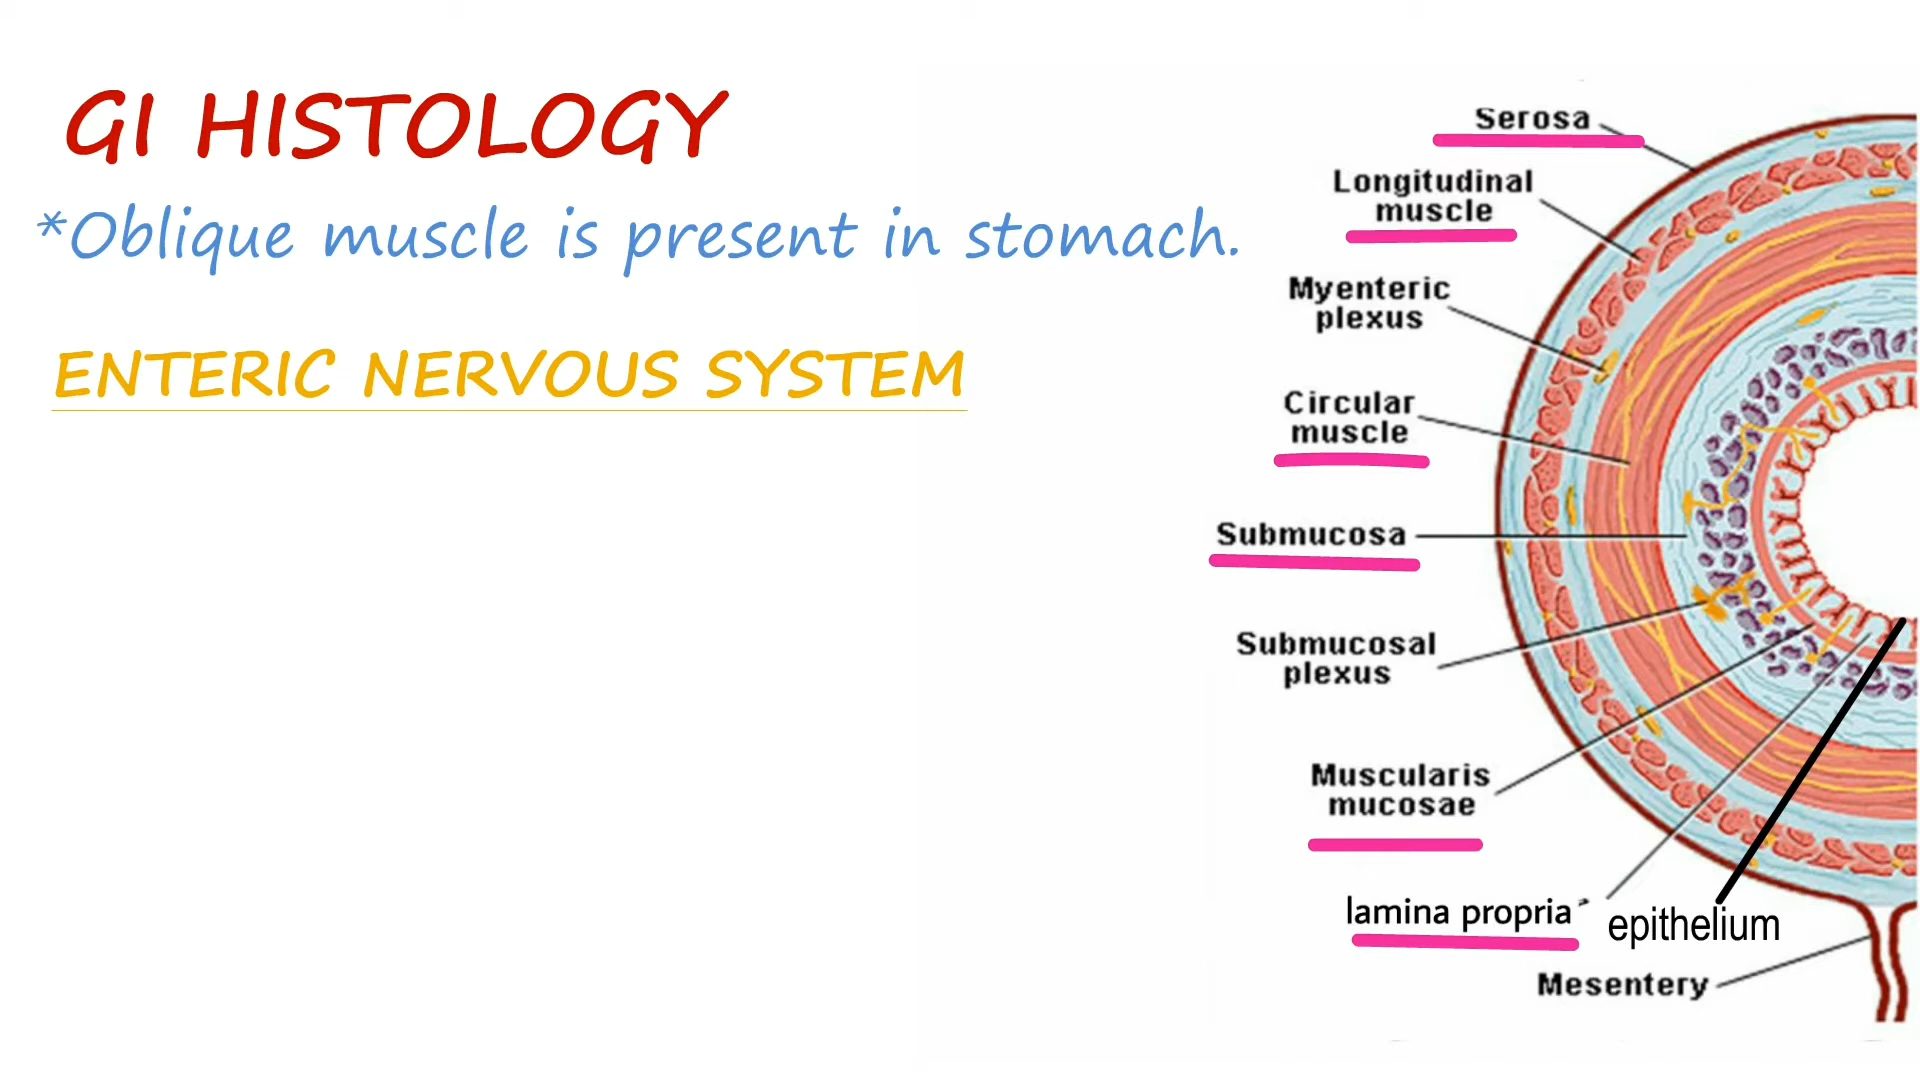 GI HISTOLOGY
*Oblique muscle is present in stomach.
ENTERIC NERVOUS SYSTEM
Serosa
Longitudinal
muscle
Myenteric
plexus
Circular
muscle
Submucosa
Submucosal
plexus
Muscularis
mucosae
lamina propria
epithelium
Mesentery